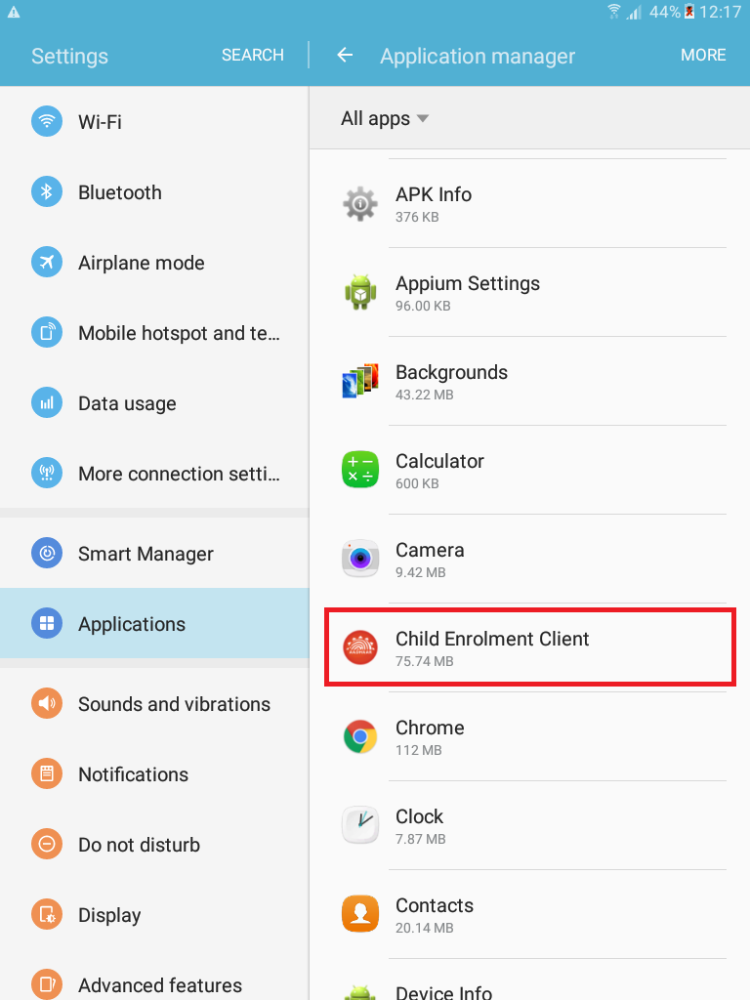 44% 12:17
Settings
SEARCH
Application manager
MORE
Wi-Fi
Bluetooth
Airplane mode
Mobile hotspot and te...
Data usage
More connection setti...
Smart Manager
Applications
Sounds and vibrations
Notifications
Do not disturb
Display
Advanced features
All apps
APK Info
376 KB
Appium Settings
96.00 KB
Backgrounds
43.22 MB
Calculator
600 KB
Camera
9.42 MB
AADHAAR
Child Enrolment Client
75.74 MB
Chrome
112 MB
Clock
7.87 MB
Contacts
20.14 MB
Device Info